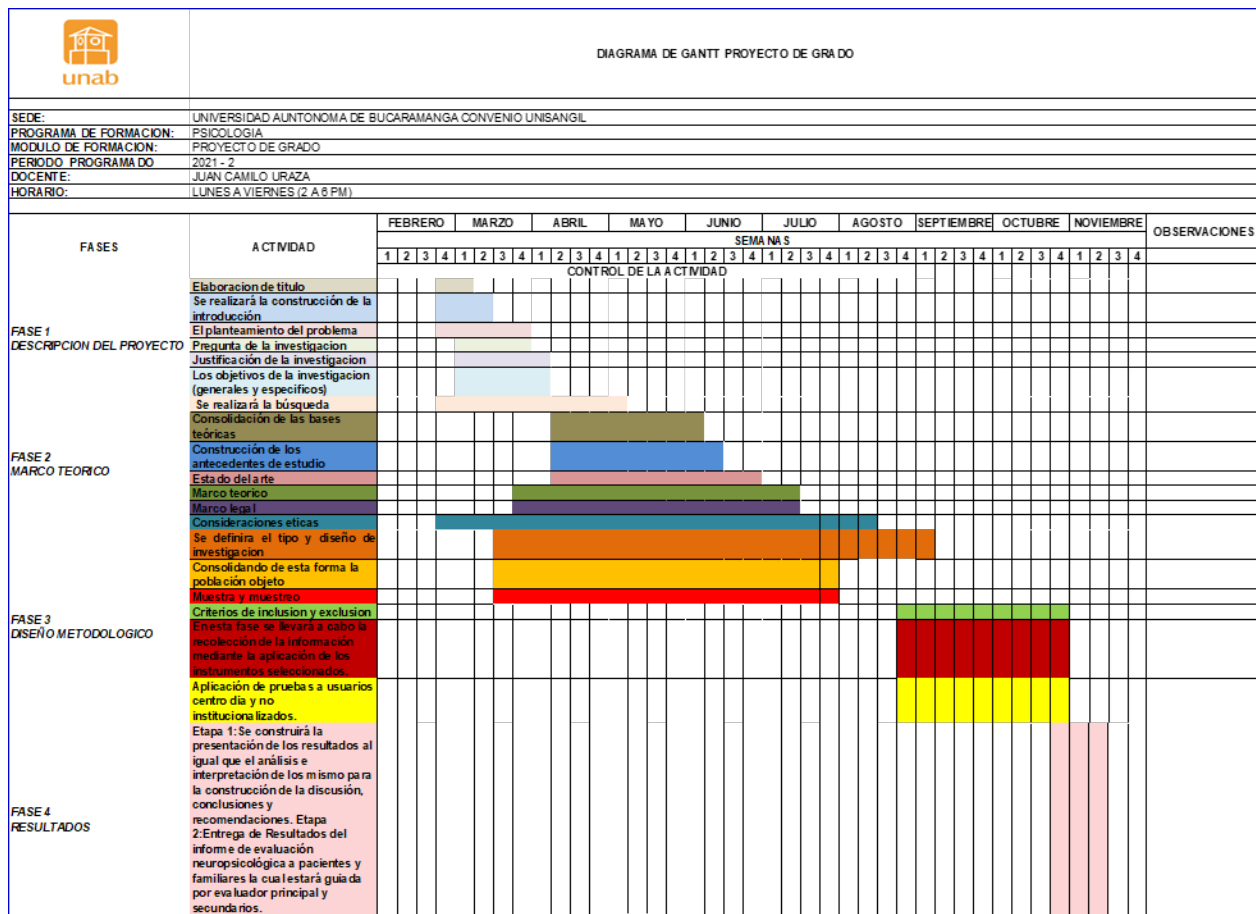 unab
DIAGRAMA DE GANTT PROYECTO DE GRADO
SEDE: UNIVERSIDAD AUNTONOMA DE BUCARAMANGA CONVENIO UNISANGIL
PROGRAMA DE FORMACION: PSICOLOGIA
MODULO DE FORMACION: PROYECTO DE GRADO
PERIODO PROGRAMADO 2021 - 2
DOCENTE: JUAN CAMILO URAZA
HORARIO: LUNES A VIERNES (2 A 6 PM)
FASES ACTIVIDAD FEBRERO MARZO ABRIL MAYO JUNIO JULIO AGOSTO SEPTIEMBRE OCTUBRE NOVIEMBRE OBSERVACIONES
SEMANAS
1 2 3 4 1 2 3 4 1 2 3 4 1 2 3 4 1 2 3 4 1 2 3 4 1 2 3 4 1 2 3 4 1 2 3 4 1 2 3 4
CONTROL DE LA ACTIVIDAD
FASE 1
DESCRIPCION DEL PROYECTO
Elaboracion de titulo
Se realizará la construcción de la
introducción
El planteamiento del problema
Pregunta de la investigacion
Justificación de la investigacion
Los objetivos de la investigacion
(generales y especificos)
Se realizará la búsqueda
FASE 2
MARCO TEORICO
Consolidación de las bases
teóricas
Construcción de los
antecedentes de estudio
Estado del arte
Marco teorico
Marco legal
FASE 3
DISEÑO METODOLOGICO
Consideraciones eticas
Se definira el tipo y diseño de
investigacion
Consolidando de esta forma la
población objeto
Muestra y muestreo
Criterios de inclusion y exclusion
En esta fase se llevará a cabo la
recolección de la información
mediante la aplicación de los
instrumentos seleccionados.
Aplicación de pruebas a usuarios
centro día y no
institucionalizados.
FASE 4
RESULTADOS
Etapa 1: Se construirá la
presentación de los resultados al
igual que el análisis e
interpretación de los mismo para
la construcción de la discusión,
conclusiones y
recomendaciones. Etapa
2:Entrega de Resultados del
informe de evaluación
neuropsicológica a pacientes y
familiares la cual estará guiada
por evaluador principal y
secundarios.